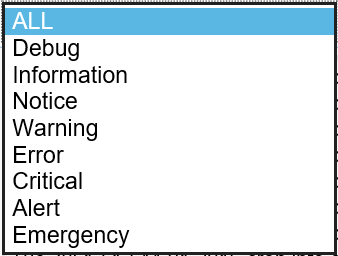 ALL
Debug
Information
Notice
Warning
Error
Critical
Alert
Emergency